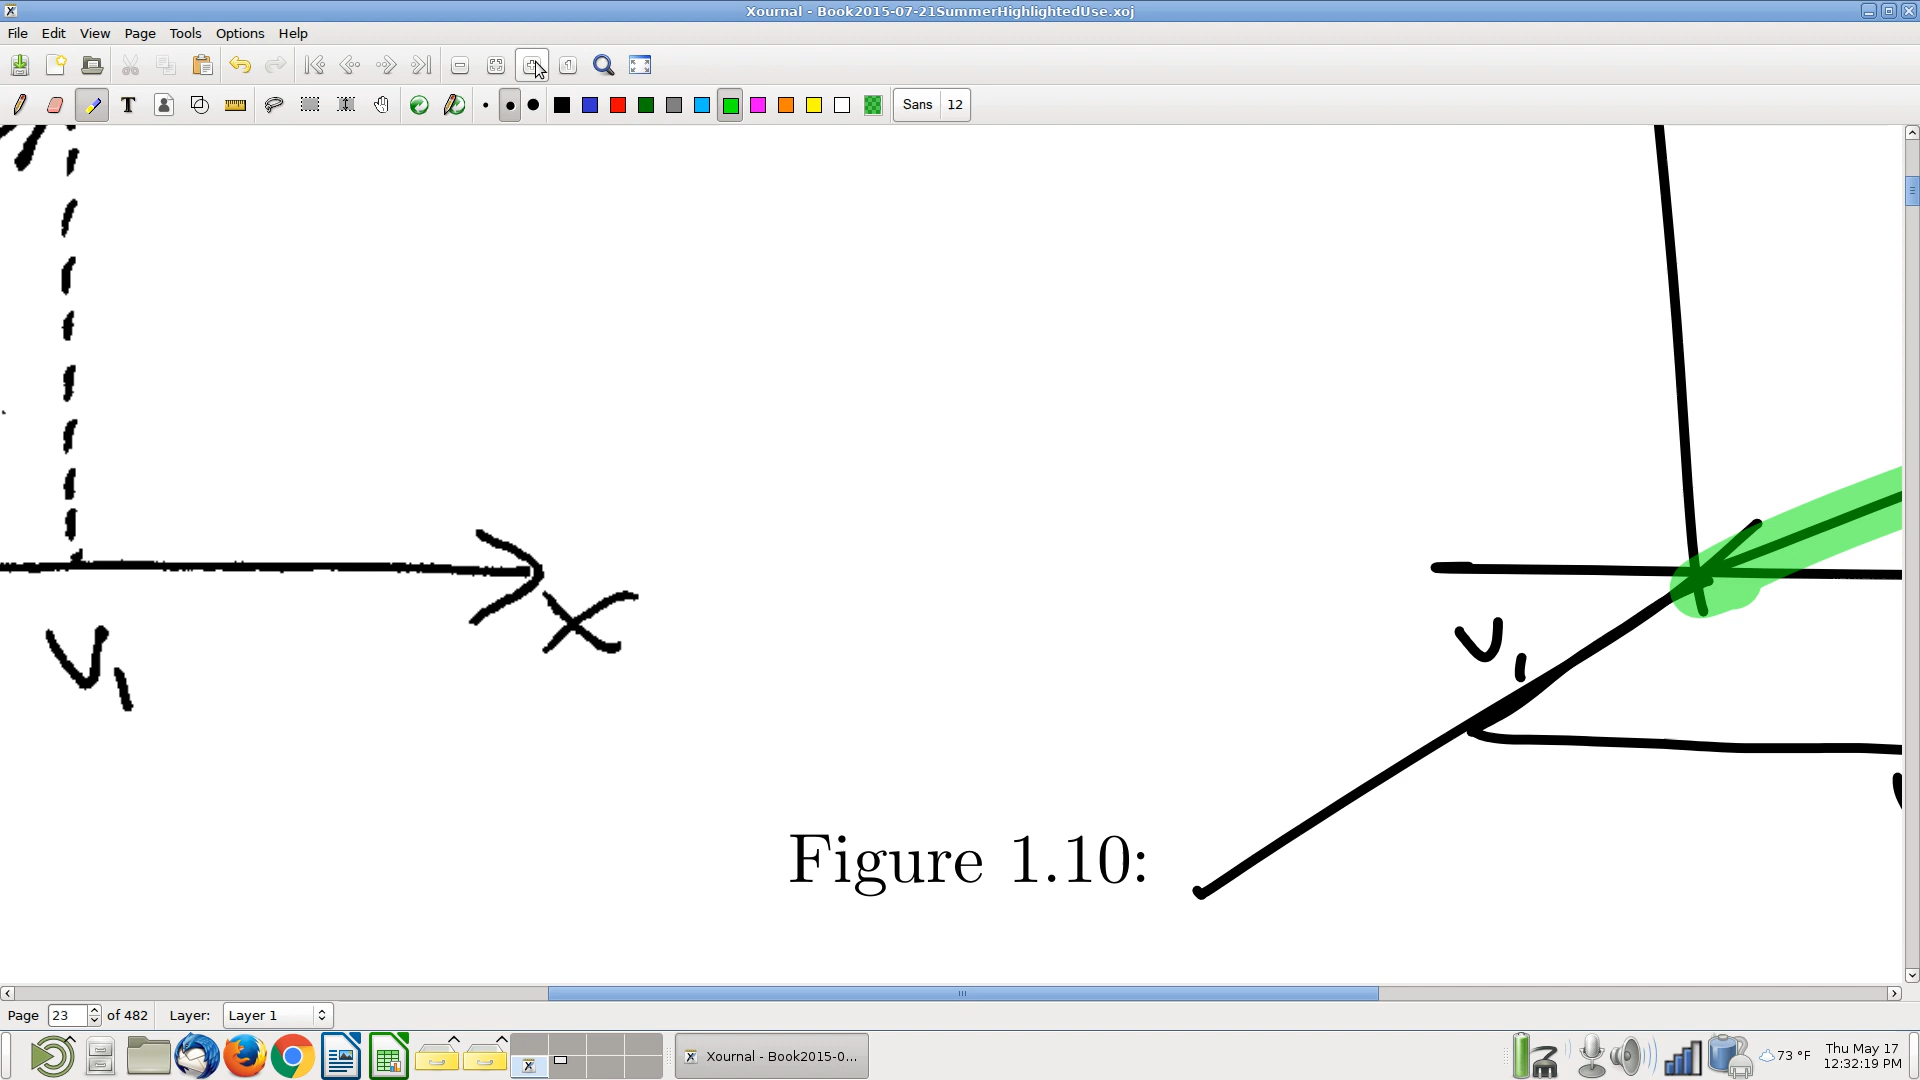 Xournal - Book2015-07-21SummerHighlightedUse.xoj
File Edit View Page Tools Options Help
T Sans 12
x
V1
V1
Figure 1.10:
Page 23 of 482 Layer: Layer 1
Xournal - Book2015-0...
73 °F
Thu May 17
12:32:19 PM